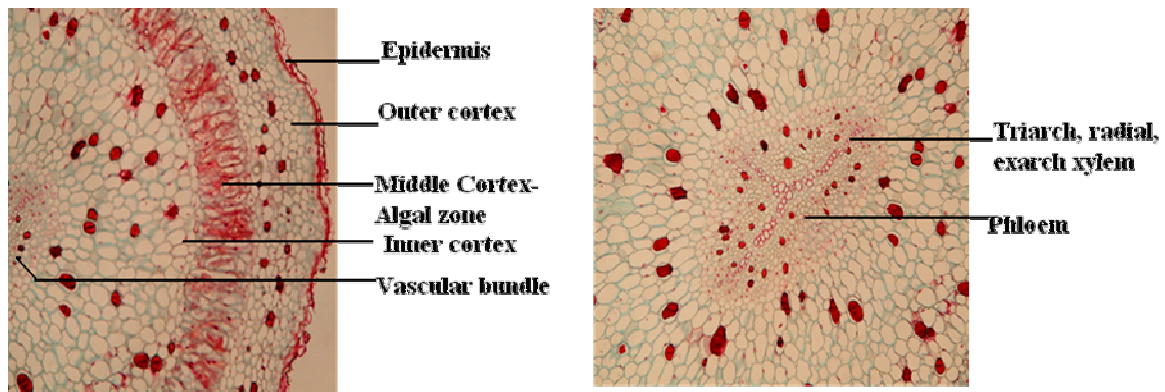 Epidermis
Outer cortex
Middle Cortex-
Algal zone
Inner cortex
Vascular bundle
Triarch, radial,
exarch xylem
Phloem